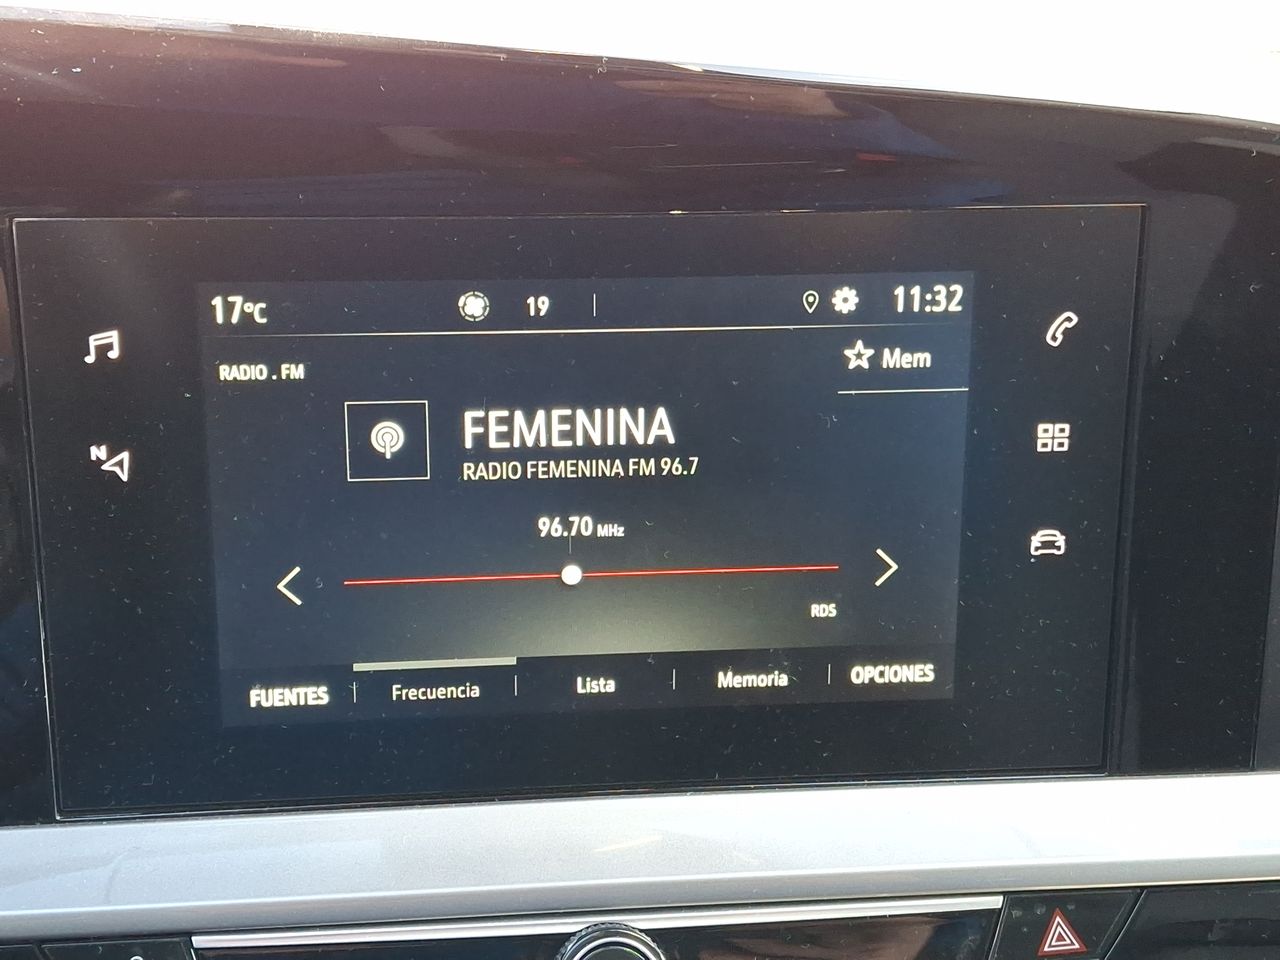 17°C 19 11:32
RADIO . FM
Mem
FEMENINA
RADIO FEMENINA FM 96.7
96.70 MHz
RDS
FUENTES Frecuencia Lista Memoria OPCIONES
N